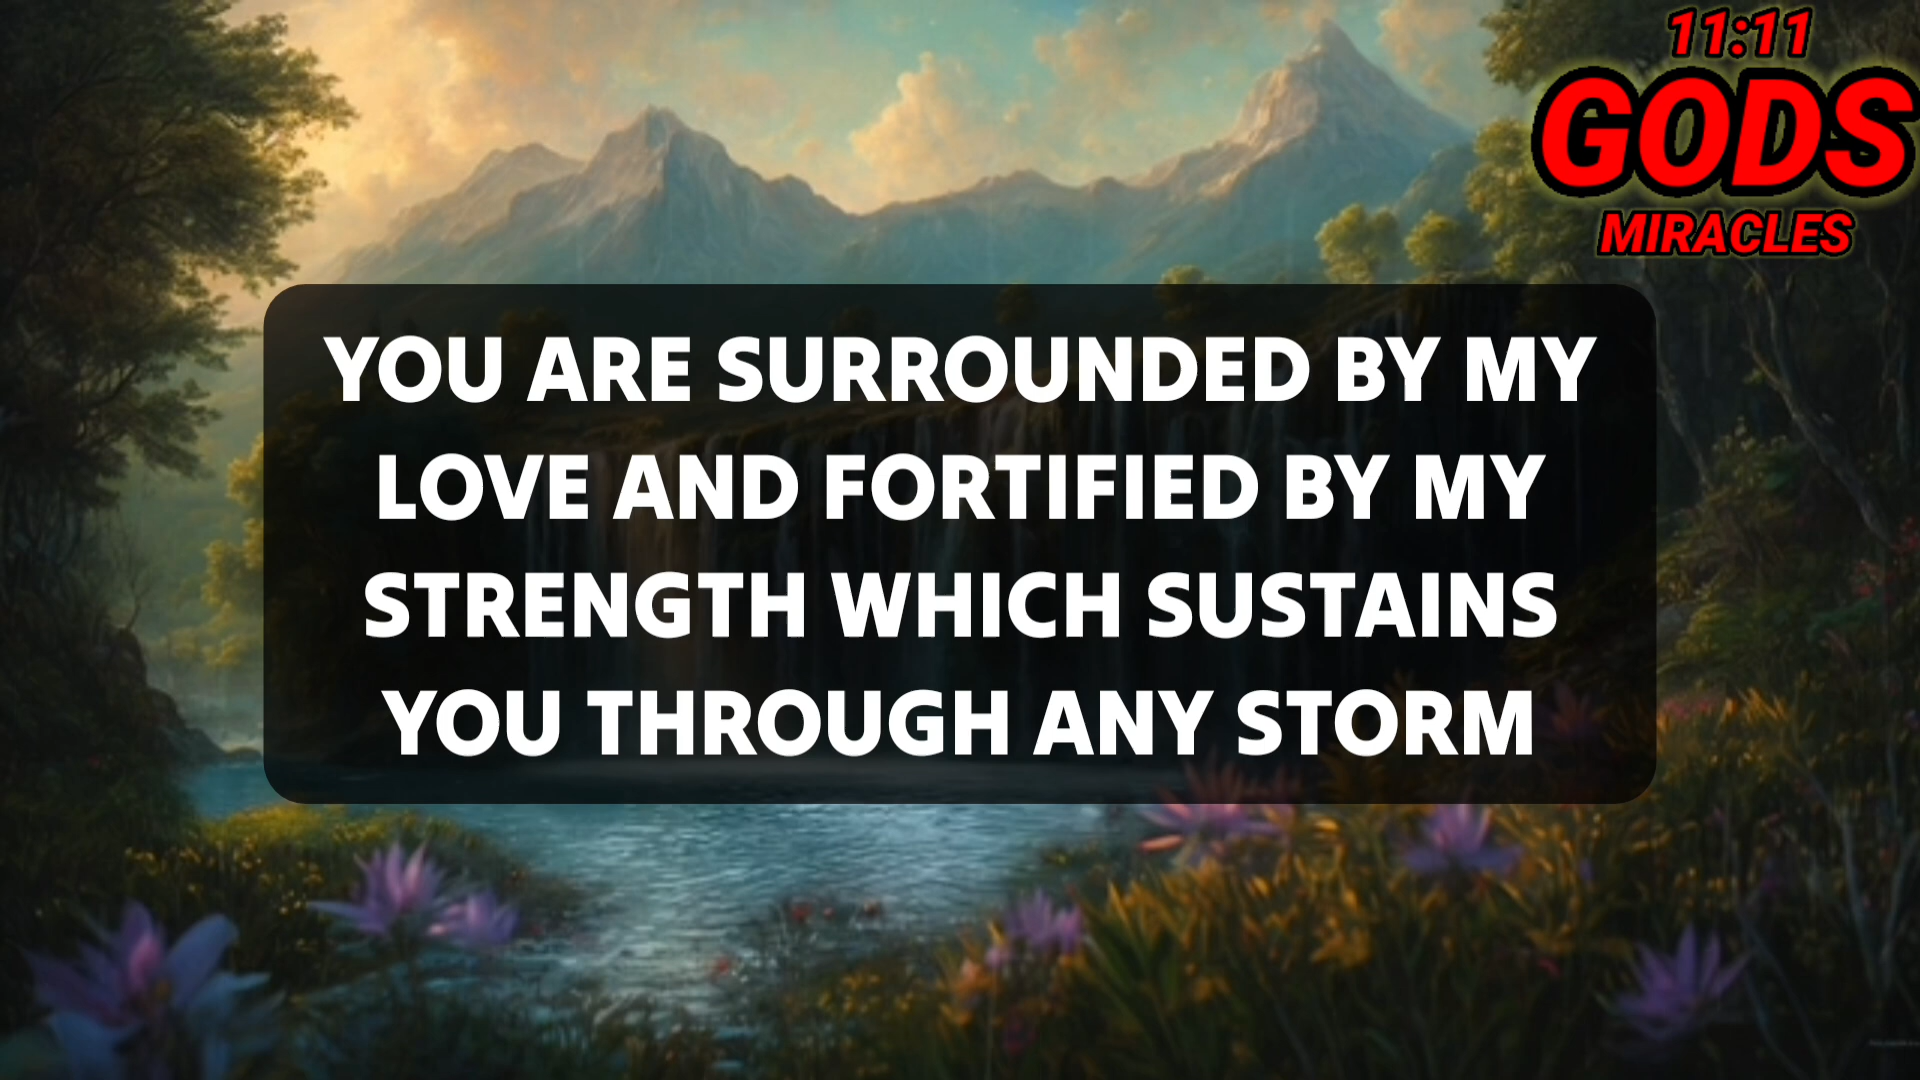 11:11
GODS
MIRACLES
YOU ARE SURROUNDED BY MY
LOVE AND FORTIFIED BY MY
STRENGTH WHICH SUSTAINS
YOU THROUGH ANY STORM